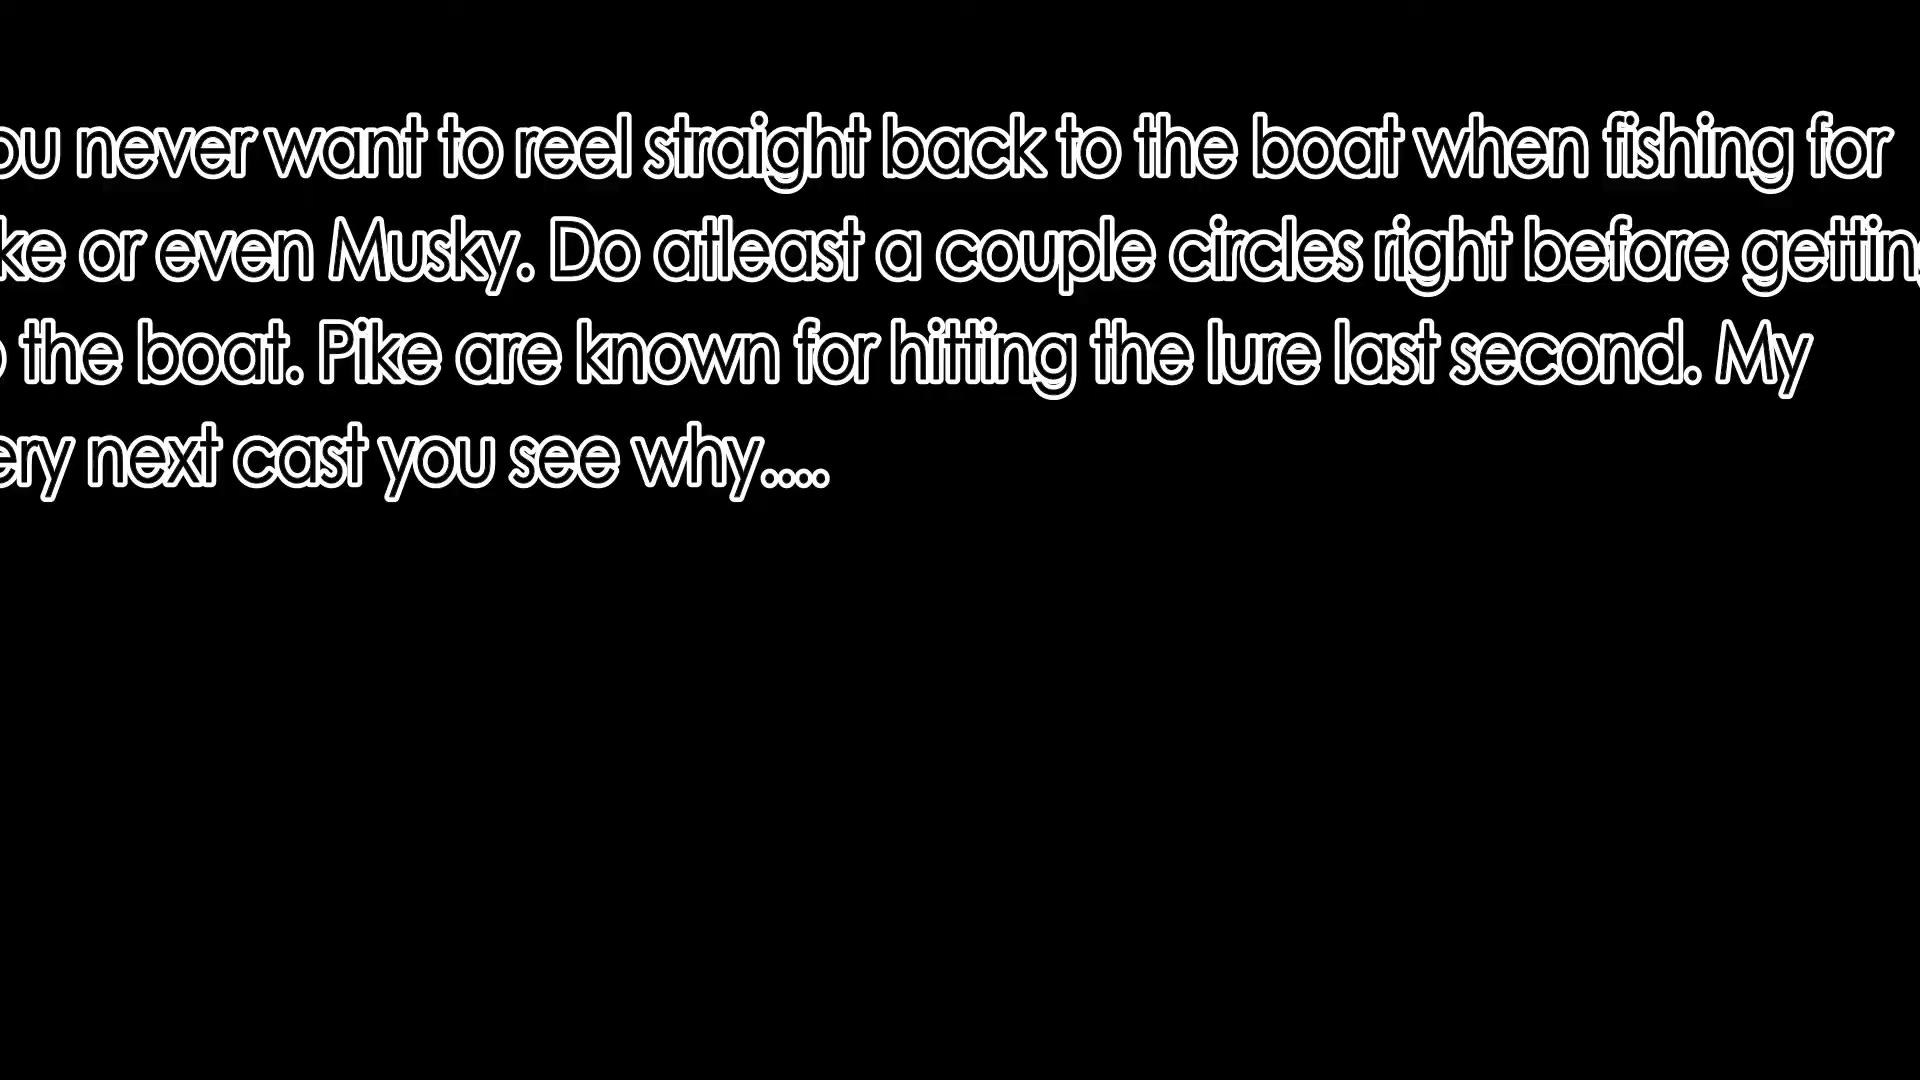 ou never want to reel straight back to the boat when fishing for
ke or even Musky. Do atleast a couple circles right before getting
o the boat. Pike are known for hitting the lure last second. My
ery next cast you see why....